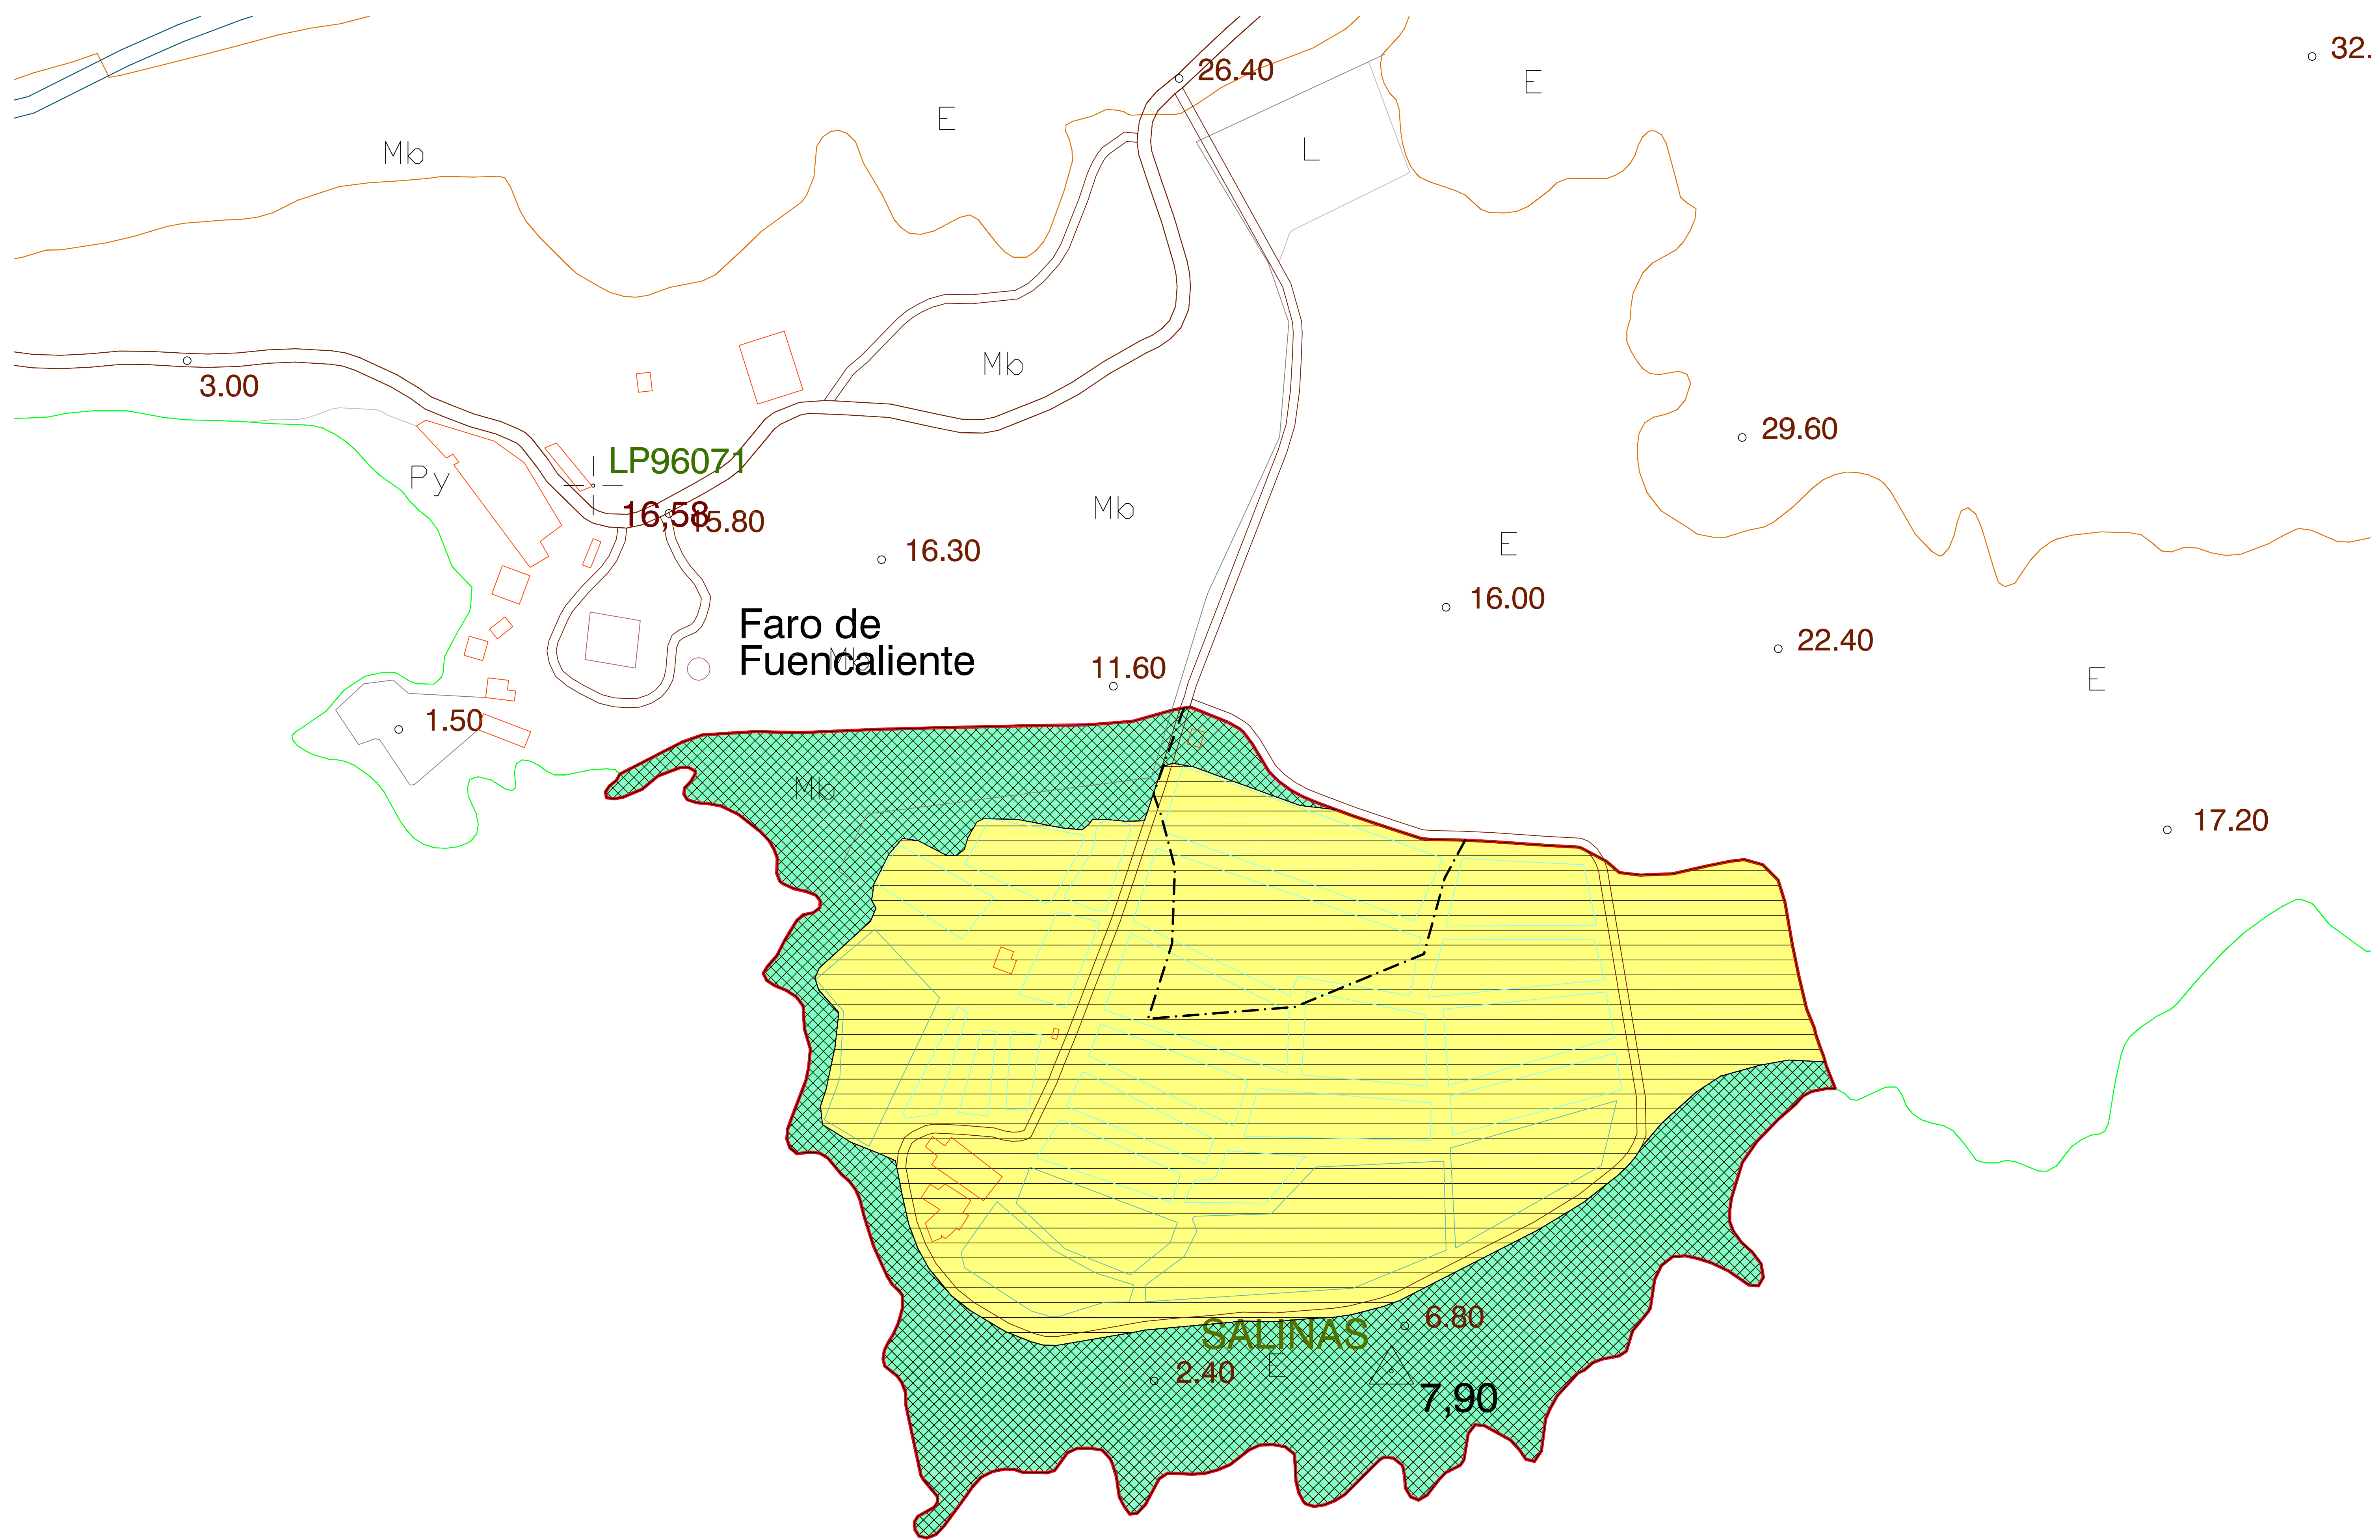 32.
26.40
E
E
L
Mb
Mb
3.00
29.60
LP96071
Py
Mb
16,58
15.80
16.30
E
16.00
Faro de
Fuencaliente
Mb
11.60
22.40
E
1.50
Mb
17.20
6.80
SALINAS
E
2.40
7,90